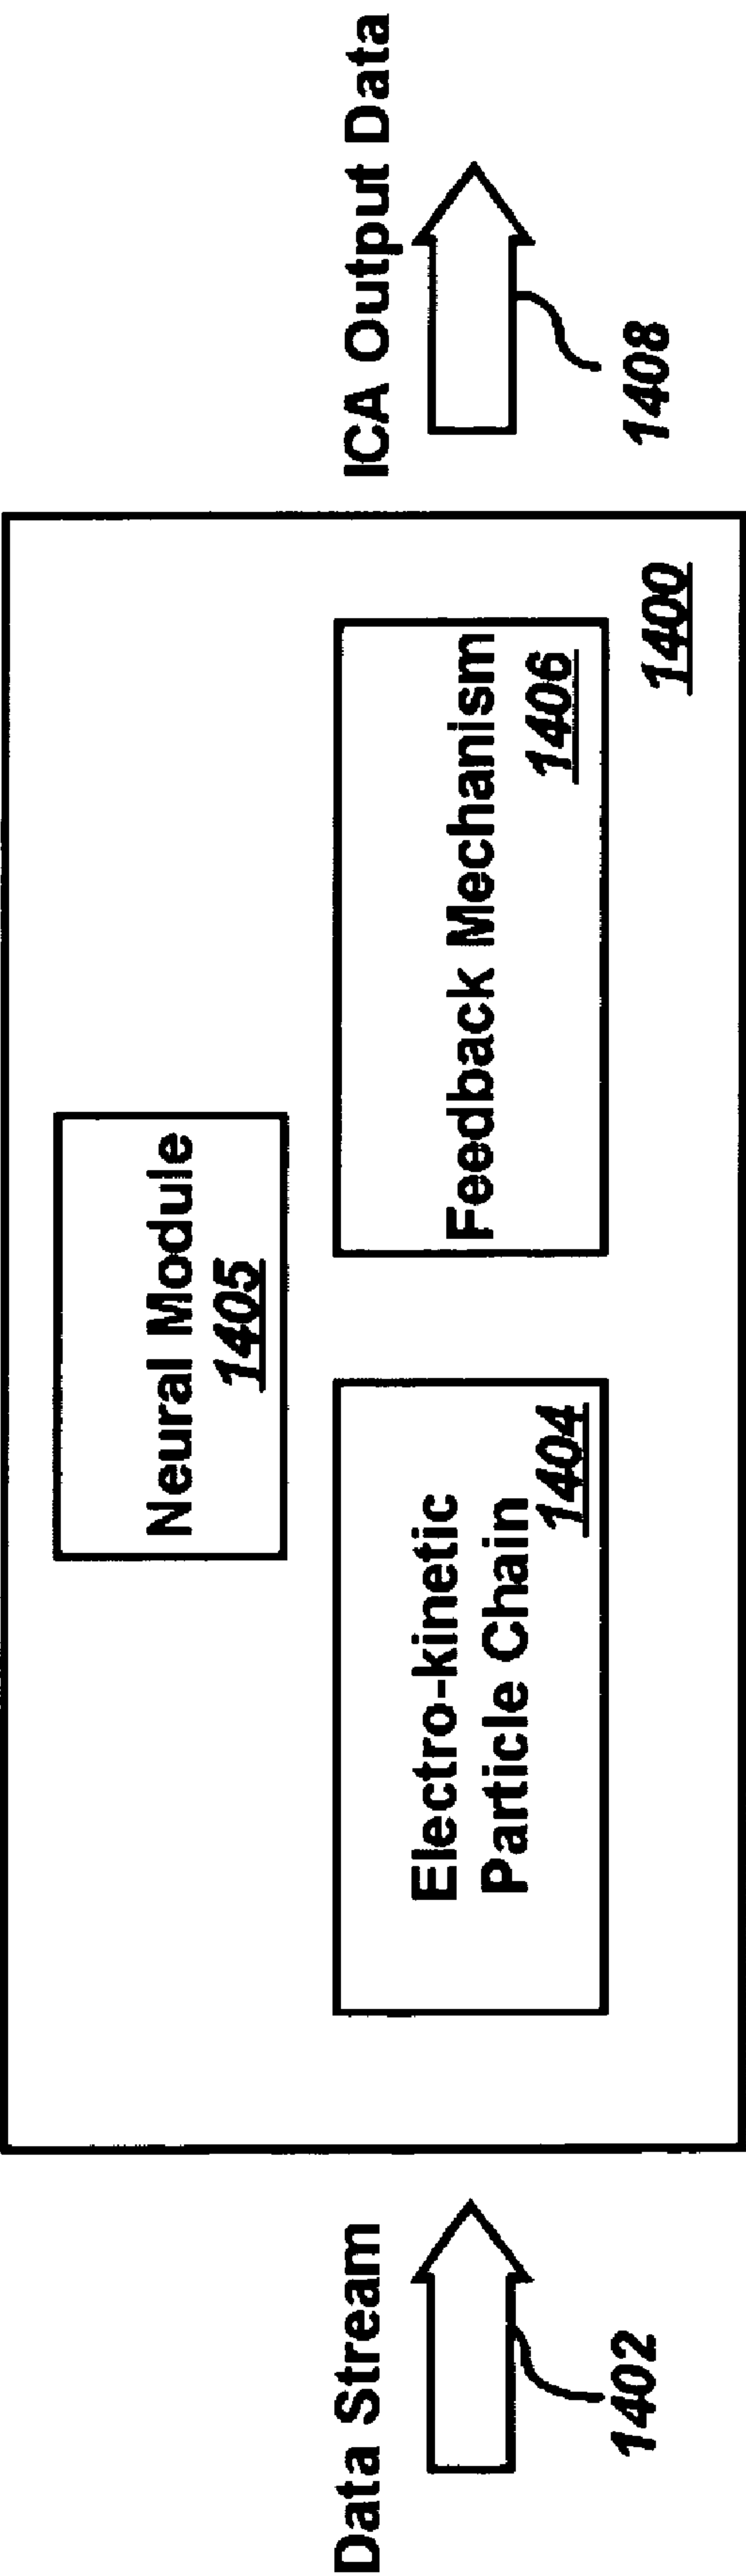 Data Stream
1402
Neural Module
1405
Electro-kinetic
Particle Chain
1404
Feedback Mechanism
1406
1400
ICA Output Data
1408